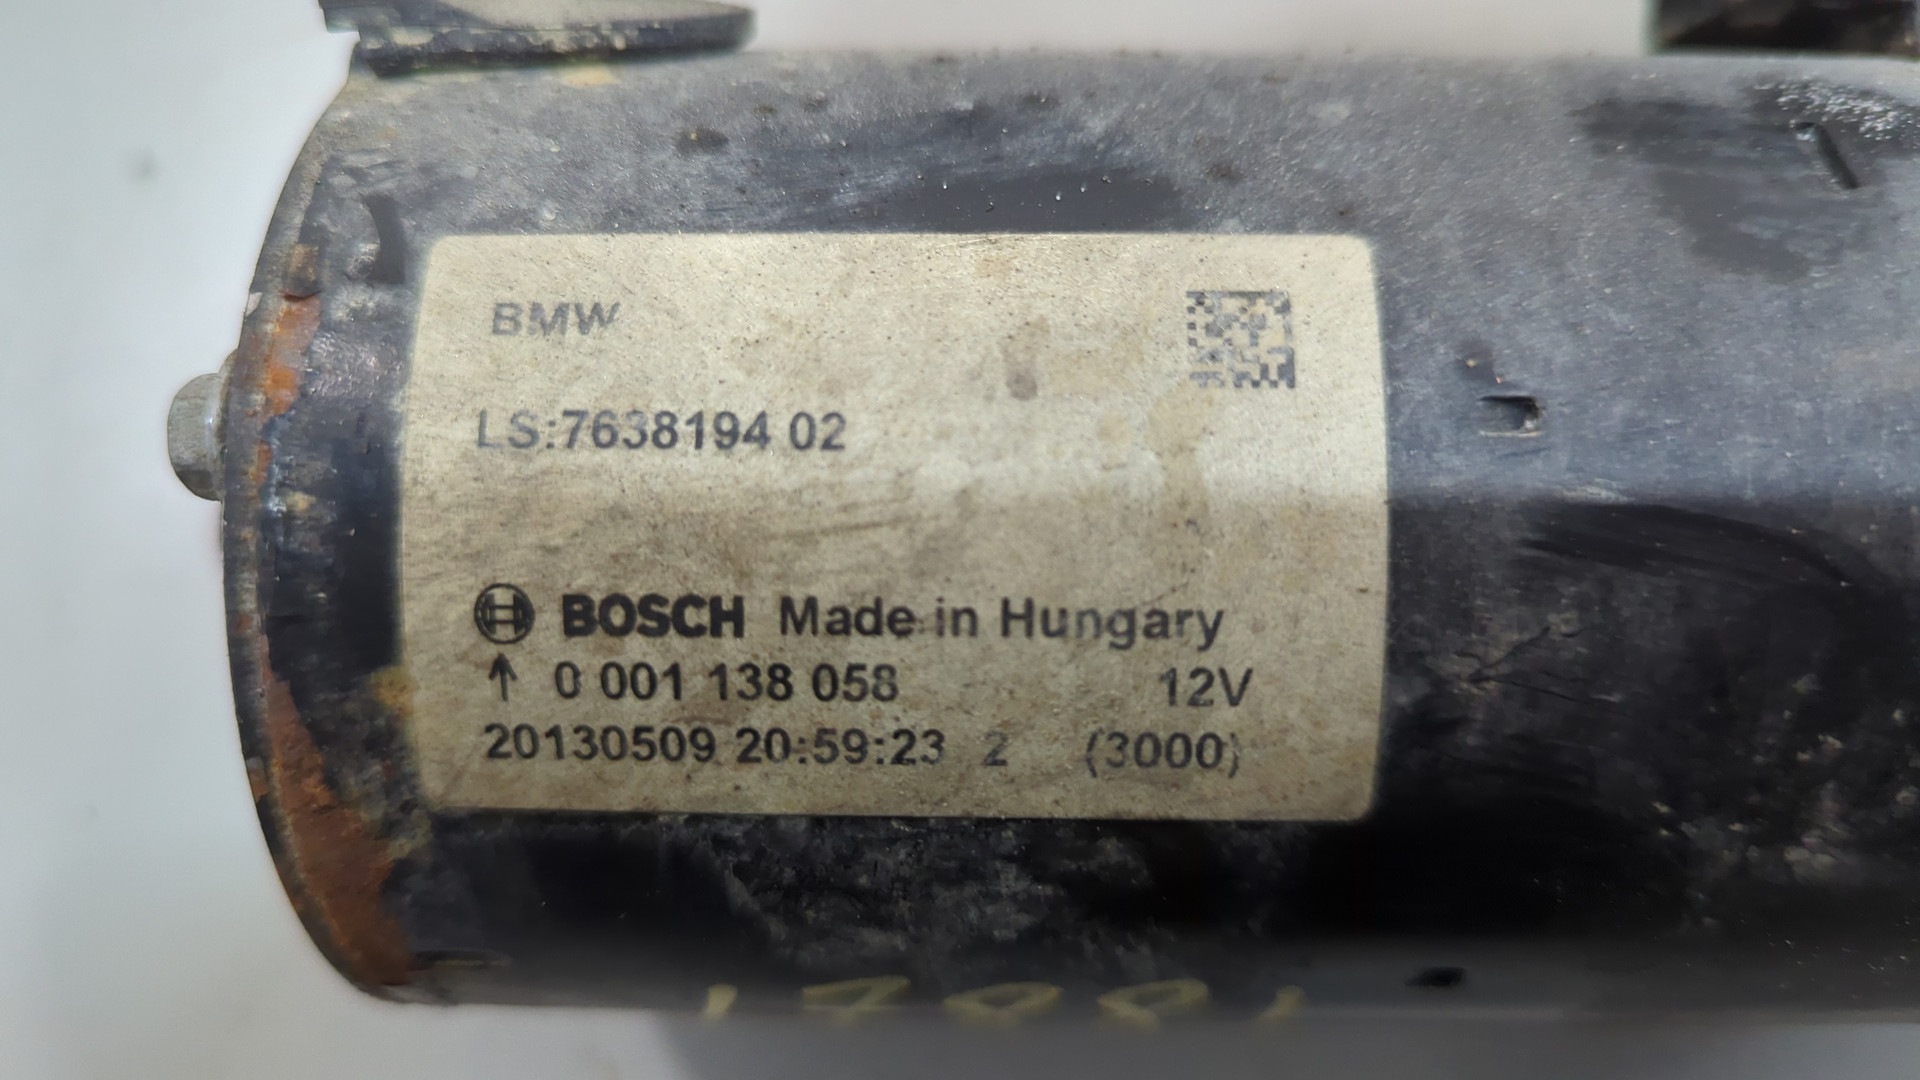 BMW
LS:7638194 02
BOSCH Made in Hungary
↑ 0 001 138 058 12V
20130509 20:59:23 2 (3000)